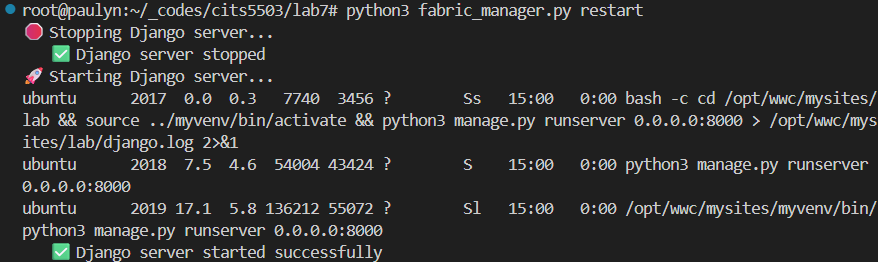 root@paulyn:~/_codes/cits5503/lab7# python3 fabric_manager.py restart
🛑 Stopping Django server...
✅ Django server stopped
🚀 Starting Django server...
ubuntu      2017  0.0  0.3   7740  3456 ?        Ss   15:00   0:00 bash -c cd /opt/wwc/mysites/
lab && source ../myvenv/bin/activate && python3 manage.py runserver 0.0.0.0:8000 > /opt/wwc/mys
ites/lab/django.log 2>&1
ubuntu      2018  7.5  4.6  54004 43424 ?        S    15:00   0:00 python3 manage.py runserver
0.0.0.0:8000
ubuntu      2019 17.1  5.8 136212 55072 ?        Sl   15:00   0:00 /opt/wwc/mysites/myvenv/bin/
python3 manage.py runserver 0.0.0.0:8000
✅ Django server started successfully